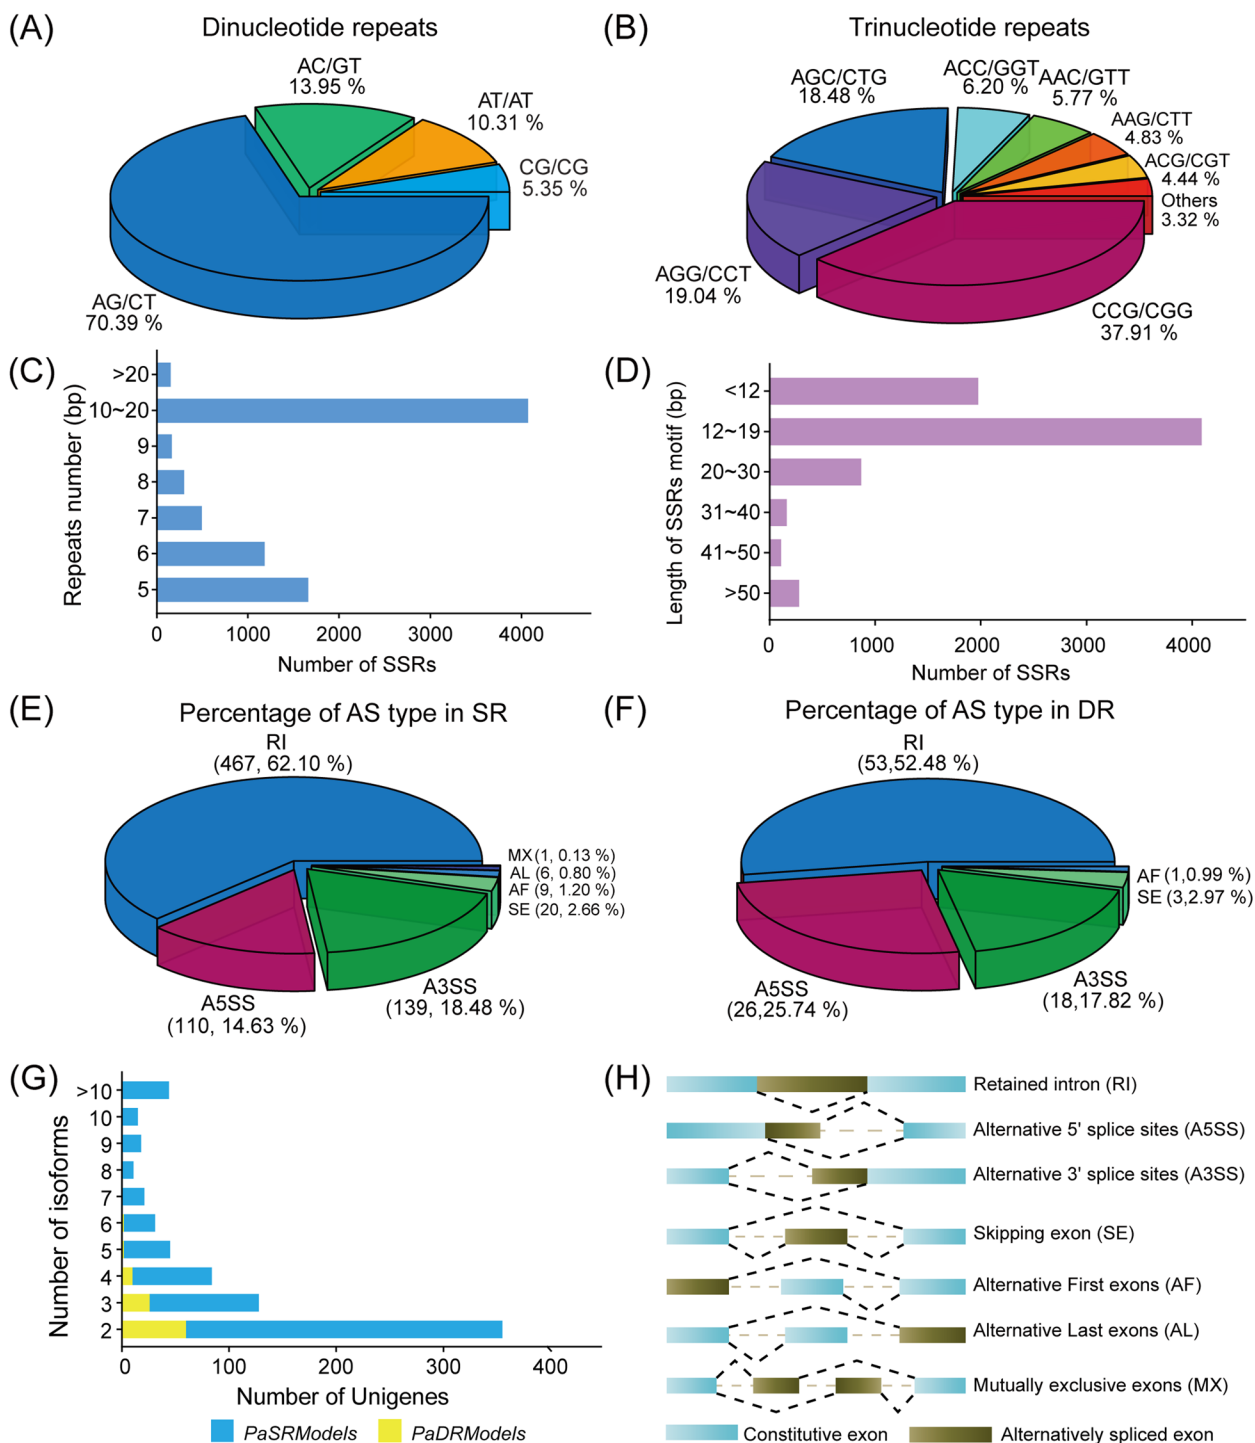 (A)
Dinucleotide repeats
AC/GT
13.95 %
AT/AT
10.31 %
CG/CG
5.35 %
AG/CT
70.39 %
(B)
Trinucleotide repeats
AGC/CTG
18.48 %
ACC/GGT
6.20 %
AAC/GTT
5.77 %
AAG/CTT
4.83 %
ACG/CGT
4.44 %
Others
3.32 %
AGG/CCT
19.04 %
CCG/CGG
37.91 %
(C)
Repeats number (bp)
>20
10~20
9
8
7
6
5
0
1000
2000
3000
4000
Number of SSRs
(D)
Length of SSRs motif (bp)
<12
12~19
20~30
31~40
41~50
>50
0
1000
2000
3000
4000
Number of SSRs
(E)
Percentage of AS type in SR
RI
(467, 62.10 %)
MX (1, 0.13 %)
AL (6, 0.80 %)
AF (9, 1.20 %)
SE (20, 2.66 %)
A3SS
(139, 18.48 %)
A5SS
(110, 14.63 %)
(F)
Percentage of AS type in DR
RI
(53,52.48 %)
AF (1,0.99 %)
SE (3,2.97 %)
A3SS
(18,17.82 %)
A5SS
(26,25.74 %)
(G)
Number of isoforms
>10
10
9
8
7
6
5
4
3
2
0
100
200
300
400
Number of Unigenes
PaSRModels
PaDRModels
(H)
Retained intron (RI)
Alternative 5' splice sites (A5SS)
Alternative 3' splice sites (A3SS)
Skipping exon (SE)
Alternative First exons (AF)
Alternative Last exons (AL)
Mutually exclusive exons (MX)
Constitutive exon
Alternatively spliced exon